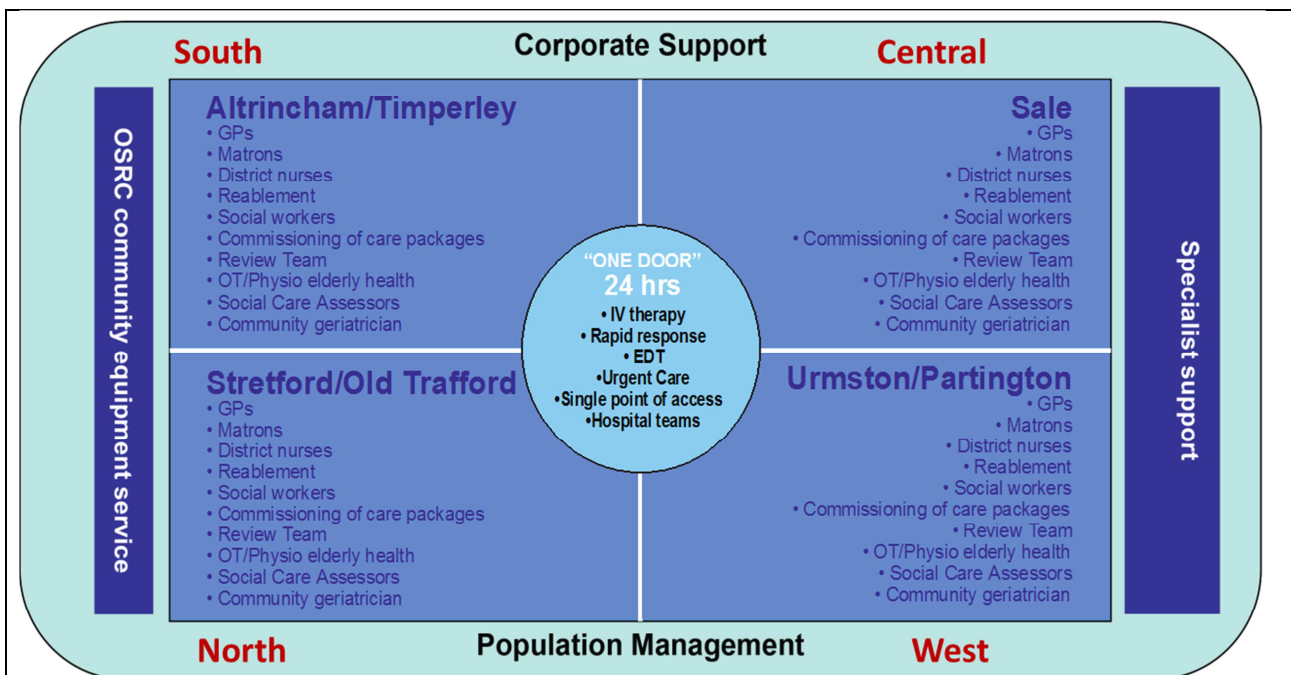 South
Corporate Support
Central
OSRC community equipment service
Altrincham/Timperley
• GPs
• Matrons
• District nurses
• Reablement
• Social workers
• Commissioning of care packages
• Review Team
• OT/Physio elderly health
• Social Care Assessors
• Community geriatrician
Sale
• GPs
• Matrons
• District nurses
• Reablement
• Social workers
• Commissioning of care packages
• Review Team
• OT/Physio elderly health
• Social Care Assessors
• Community geriatrician
“ONE DOOR”
24 hrs
• IV therapy
• Rapid response
• EDT
•Urgent Care
•Single point of access
•Hospital teams
Stretford/Old Trafford
• GPs
• Matrons
• District nurses
• Reablement
• Social workers
• Commissioning of care packages
• Review Team
• OT/Physio elderly health
• Social Care Assessors
• Community geriatrician
Urmston/Partington
• GPs
• Matrons
• District nurses
• Reablement
• Social workers
• Commissioning of care packages
• Review Team
• OT/Physio elderly health
• Social Care Assessors
• Community geriatrician
Specialist support
North
Population Management
West